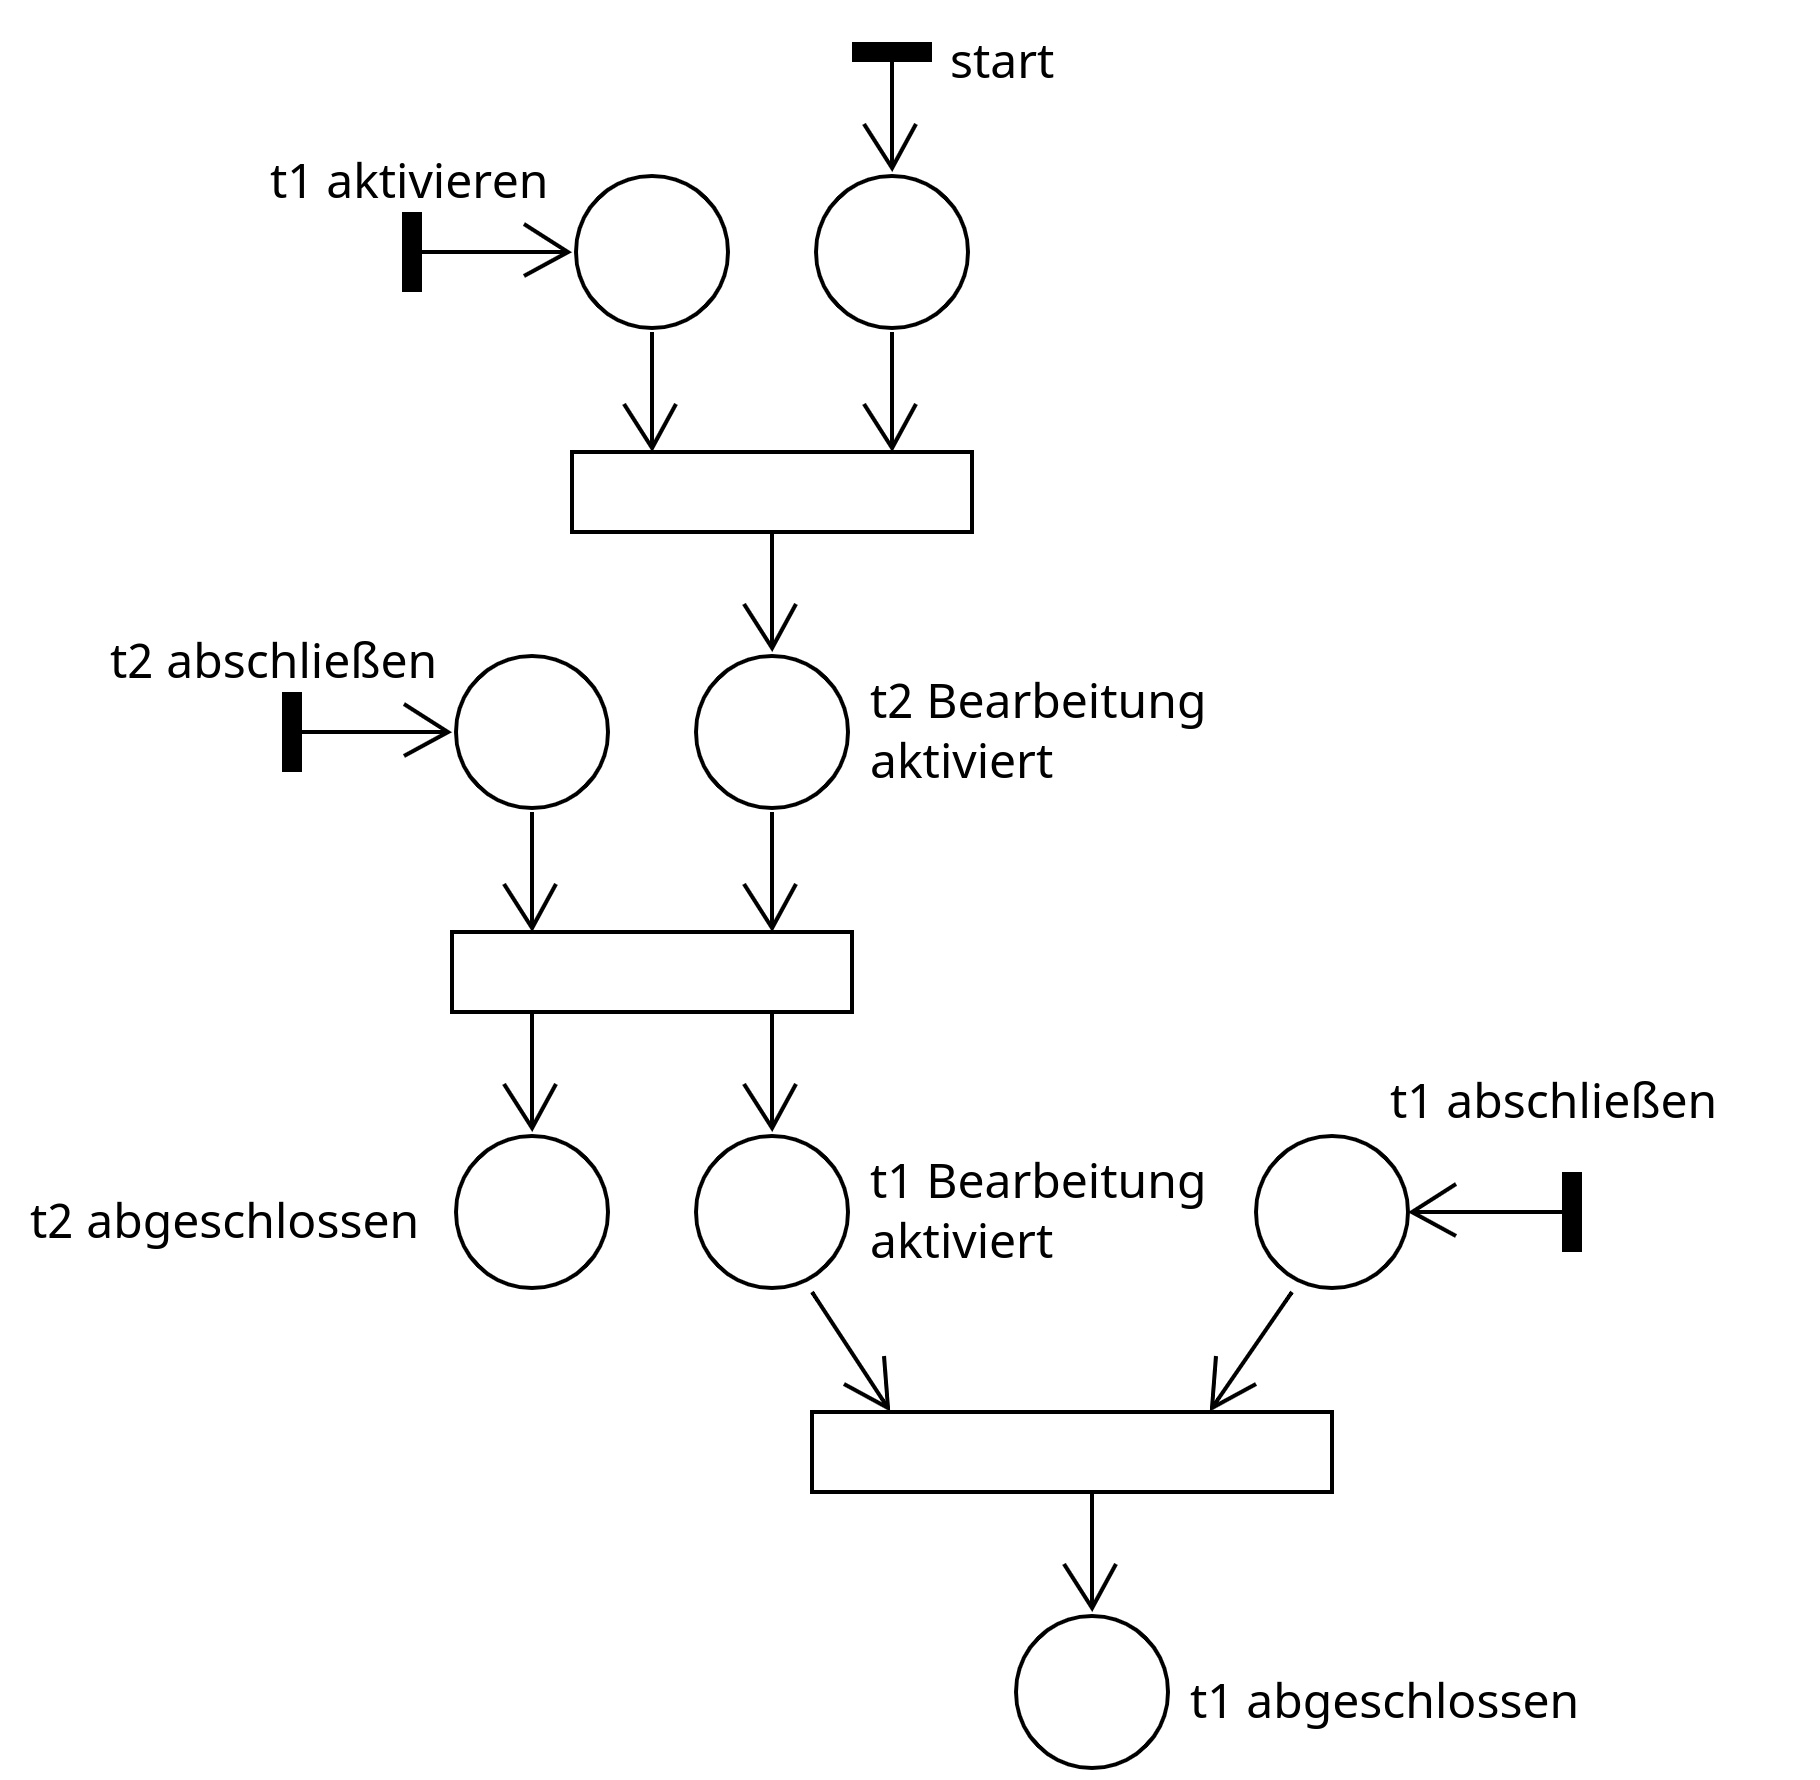 start
t1 aktivieren
t2 abschließen
t2 Bearbeitung
aktiviert
t1 abschließen
t1 Bearbeitung
aktiviert
t2 abgeschlossen
t1 abgeschlossen